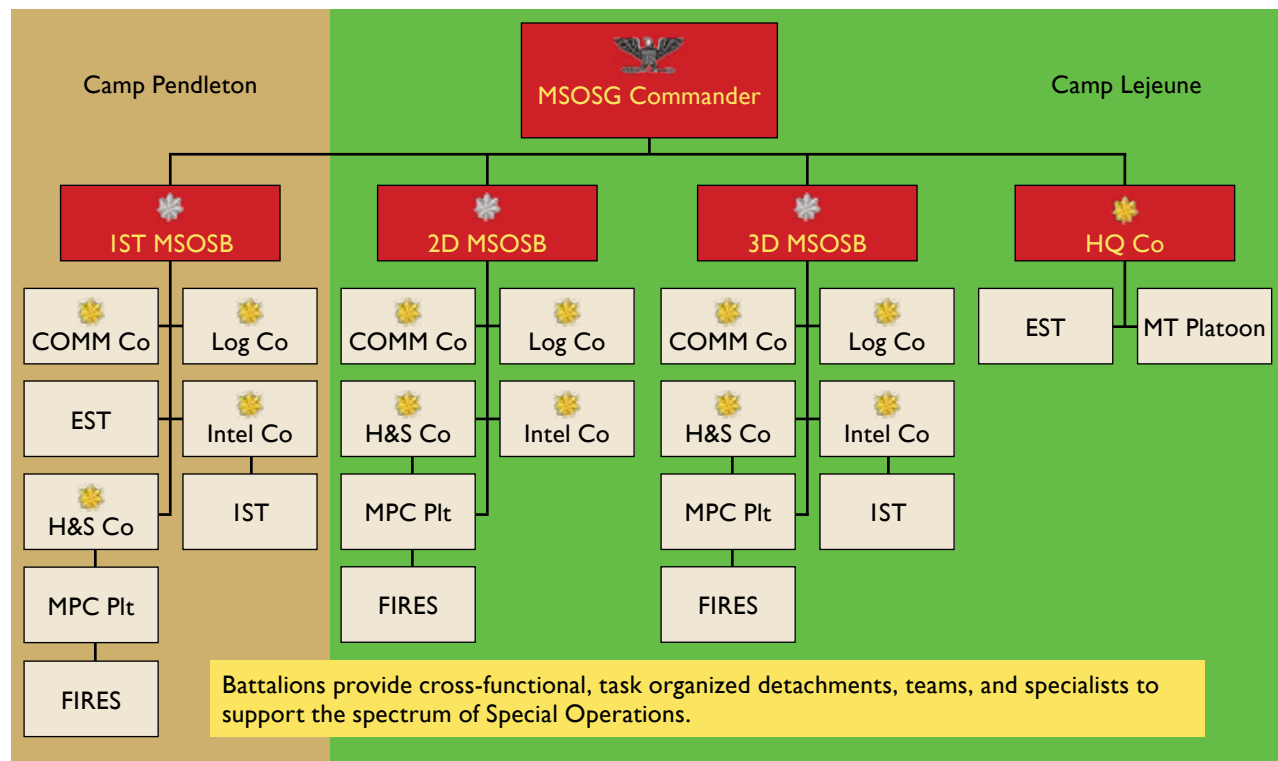 Camp Pendleton
MSOSG Commander
Camp Lejeune
1ST MSOSB
2D MSOSB
3D MSOSB
HQ Co
COMM Co
Log Co
EST
Intel Co
H&S Co
IST
MPC Plt
FIRES
COMM Co
Log Co
H&S Co
Intel Co
MPC Plt
FIRES
COMM Co
Log Co
H&S Co
Intel Co
MPC Plt
IST
FIRES
EST
MT Platoon
Battalions provide cross-functional, task organized detachments, teams, and specialists to
support the spectrum of Special Operations.